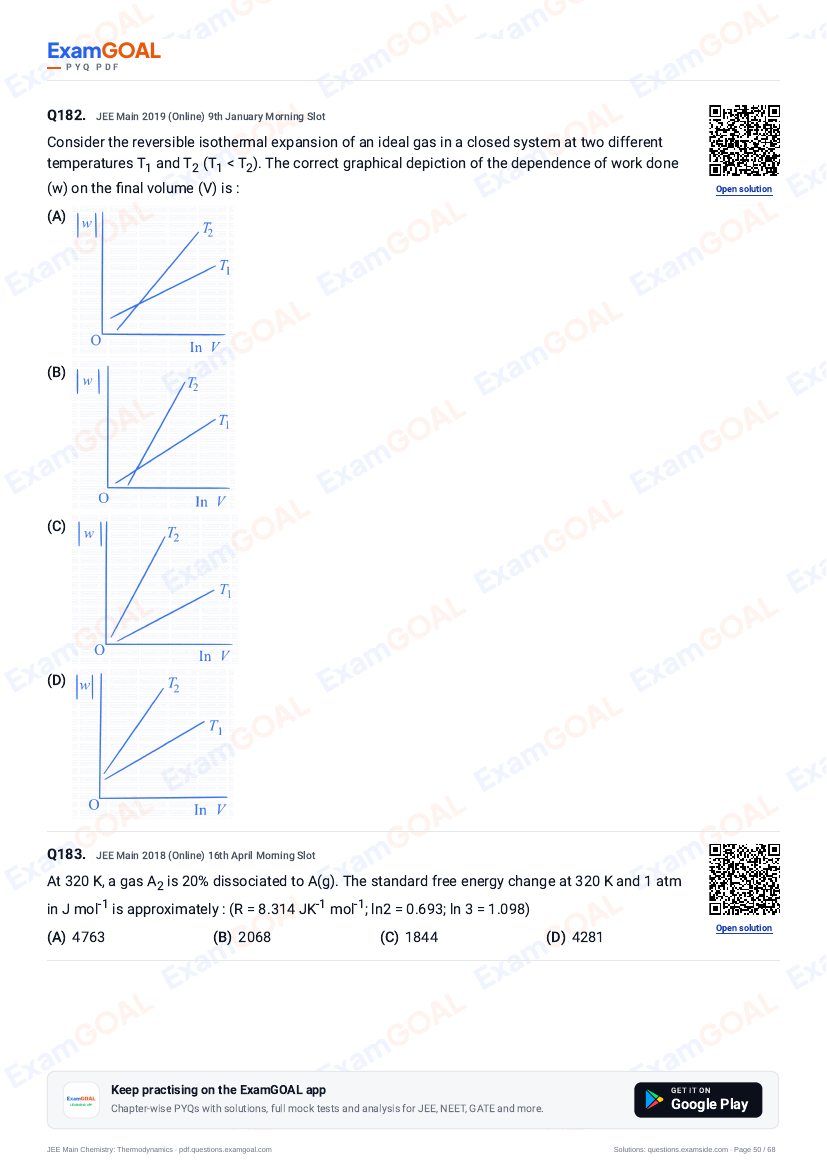 ExamGOAL
PYQ PDF
Q182. JEE Main 2019 (Online) 9th January Morning Slot
Consider the reversible isothermal expansion of an ideal gas in a closed system at two different
temperatures T1 and T2 (T1 < T2). The correct graphical depiction of the dependence of work done
(w) on the final volume (V) is :
Open solution
(A)
|w|
T2
T1
O
In V
(B)
|w|
T2
T1
O
In V
(C)
|w|
T2
T1
O
In V
(D)
|w|
T2
T1
O
In V
Q183. JEE Main 2018 (Online) 16th April Morning Slot
At 320 K, a gas A2 is 20% dissociated to A(g). The standard free energy change at 320 K and 1 atm
in J mol-1 is approximately : (R = 8.314 JK-1 mol-1; ln2 = 0.693; ln 3 = 1.098)
(A) 4763 (B) 2068 (C) 1844 (D) 4281
Open solution
Keep practising on the ExamGOAL app
Chapter-wise PYQs with solutions, full mock tests and analysis for JEE, NEET, GATE and more.
GET IT ON
Google Play
JEE Main Chemistry: Thermodynamics · pdf.questions.examgoal.com
Solutions: questions.examside.com · Page 50 / 68